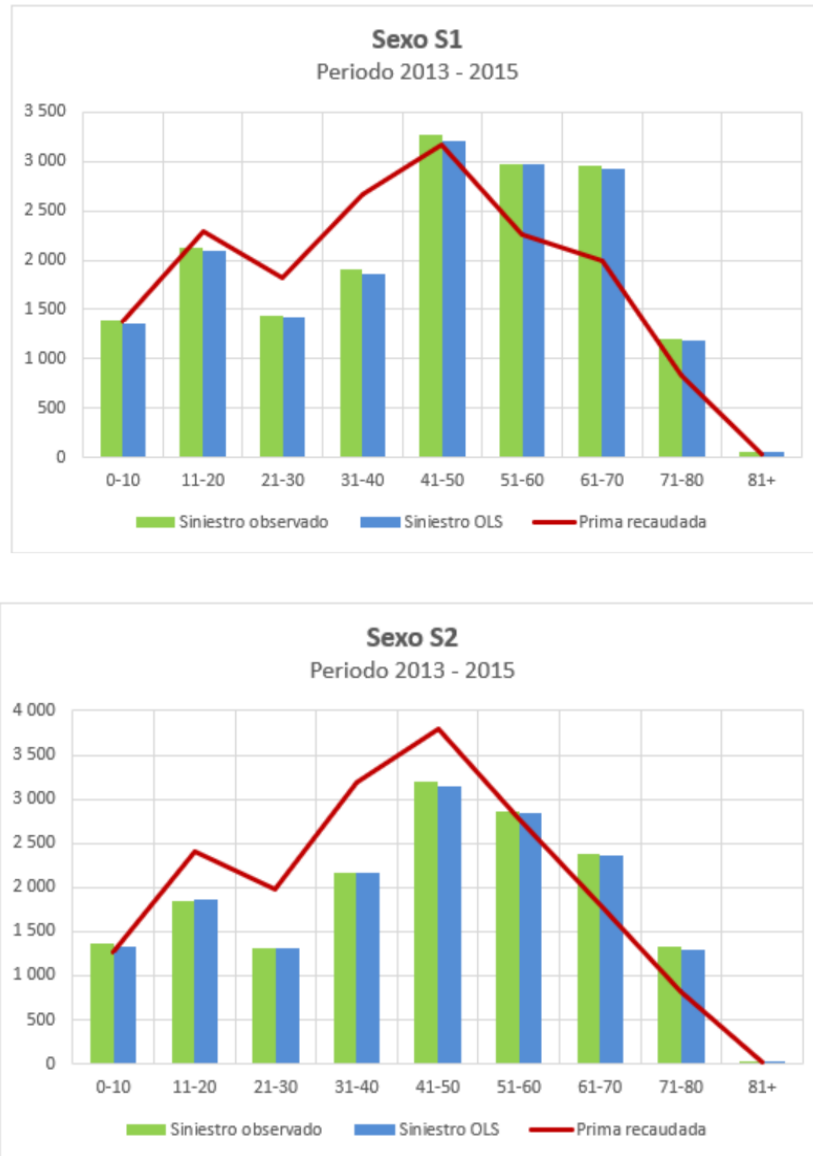 Sexo S1
Periodo 2013 - 2015
3 500
3 000
2 500
2 000
1 500
1 000
500
0
0-10 11-20 21-30 31-40 41-50 51-60 61-70 71-80 81+
Siniestro observado Siniestro OLS Prima recaudada
Sexo S2
Periodo 2013 - 2015
4 000
3 500
3 000
2 500
2 000
1 500
1 000
500
0
0-10 11-20 21-30 31-40 41-50 51-60 61-70 71-80 81+
Siniestro observado Siniestro OLS Prima recaudada